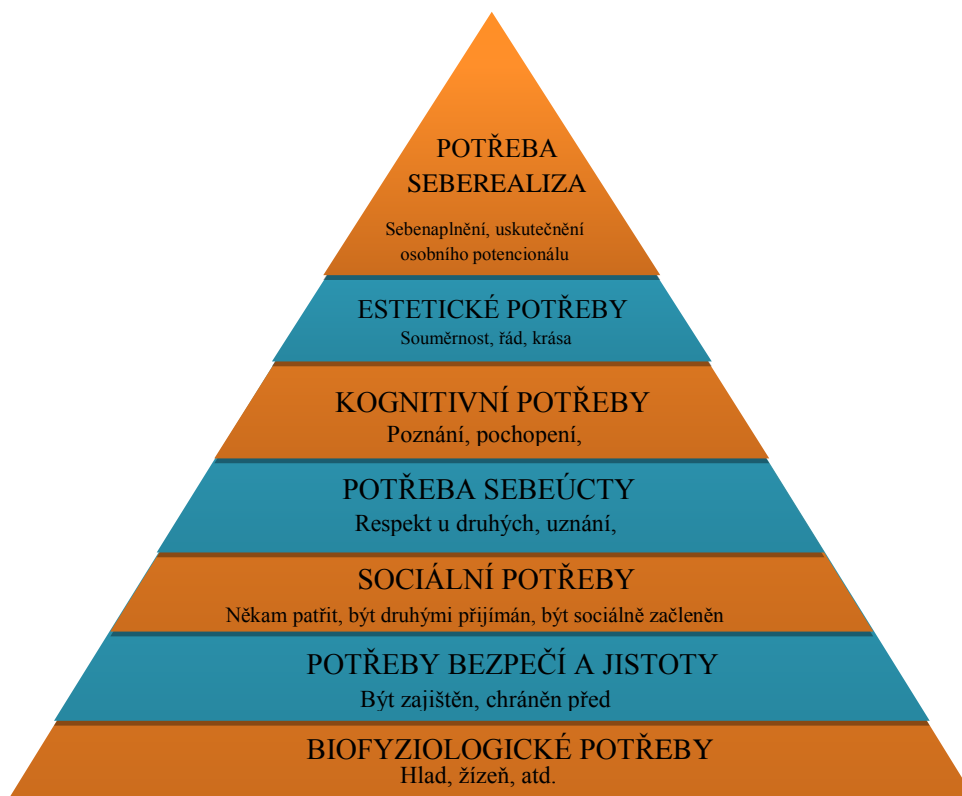 POTŘEBA
SEBEREALIZA
Sebenaplnění, uskutečnění
osobního potencionálu
ESTETICKÉ POTŘEBY
Souměrnost, řád, krása
KOGNITIVNÍ POTŘEBY
Poznání, pochopení,
POTŘEBA SEBEÚCTY
Respekt u druhých, uznání,
SOCIÁLNÍ POTŘEBY
Někam patřit, být druhými přijímán, být sociálně začleněn
POTŘEBY BEZPEČÍ A JISTOTY
Být zajištěn, chráněn před
BIOFYZIOLOGICKÉ POTŘEBY
Hlad, žízeň, atd.